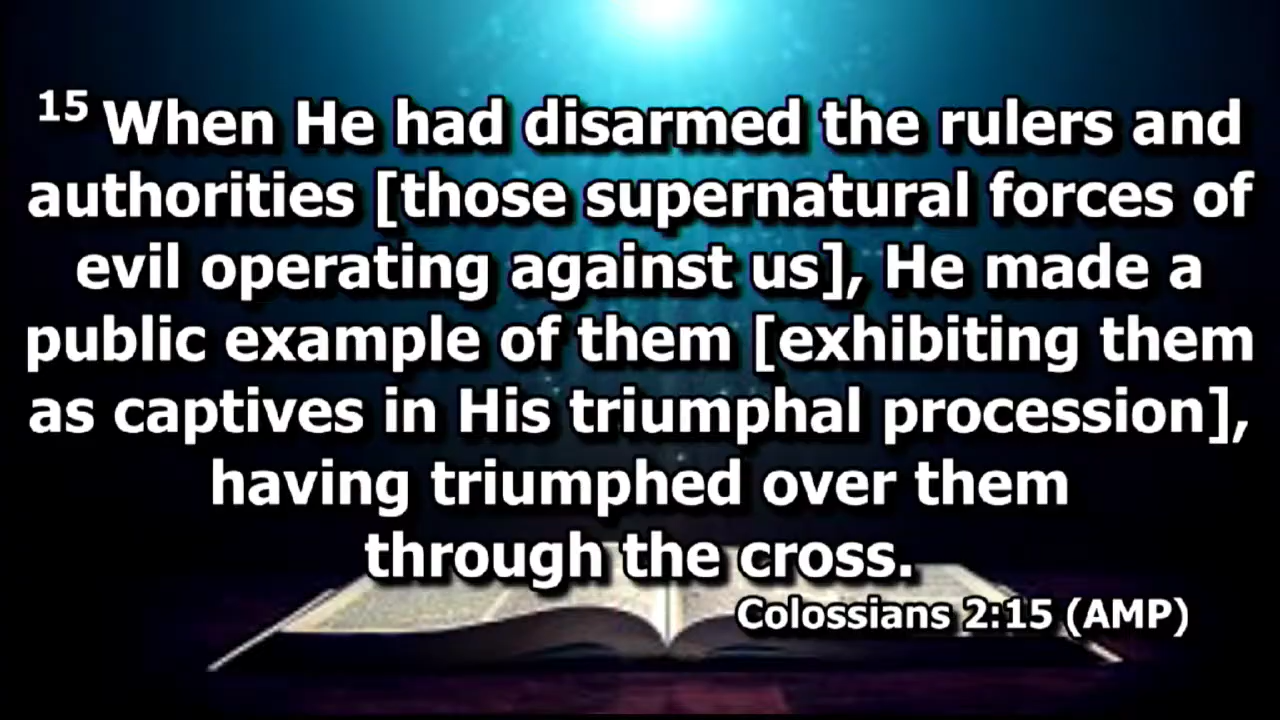 15 When He had disarmed the rulers and
authorities [those supernatural forces of
evil operating against us], He made a
public example of them [exhibiting them
as captives in His triumphal procession],
having triumphed over them
through the cross.
Colossians 2:15 (AMP)